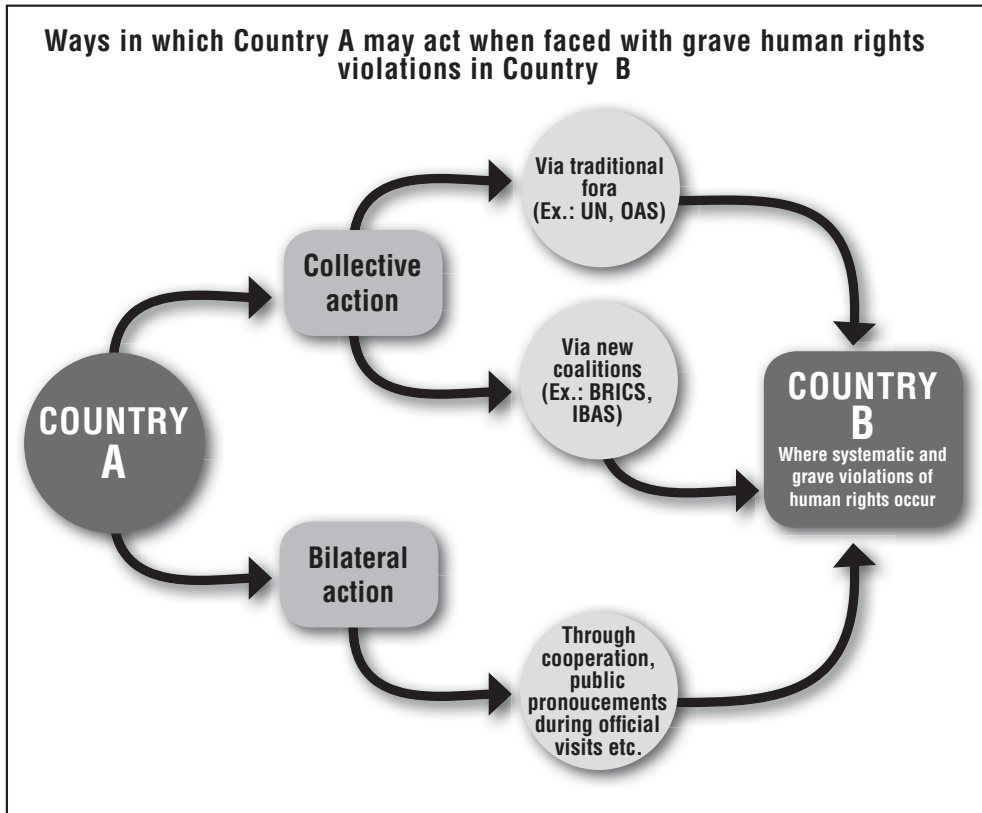 Ways in which Country A may act when faced with grave human rights
violations in Country B
Via traditional
fora
(Ex.: UN, OAS)
Collective
action
Via new
coalitions
(Ex.: BRICS,
IBAS)
COUNTRY
A
COUNTRY
B
Where systematic and
grave violations of
human rights occur
Bilateral
action
Through
cooperation,
public
pronoucements
during official
visits etc.